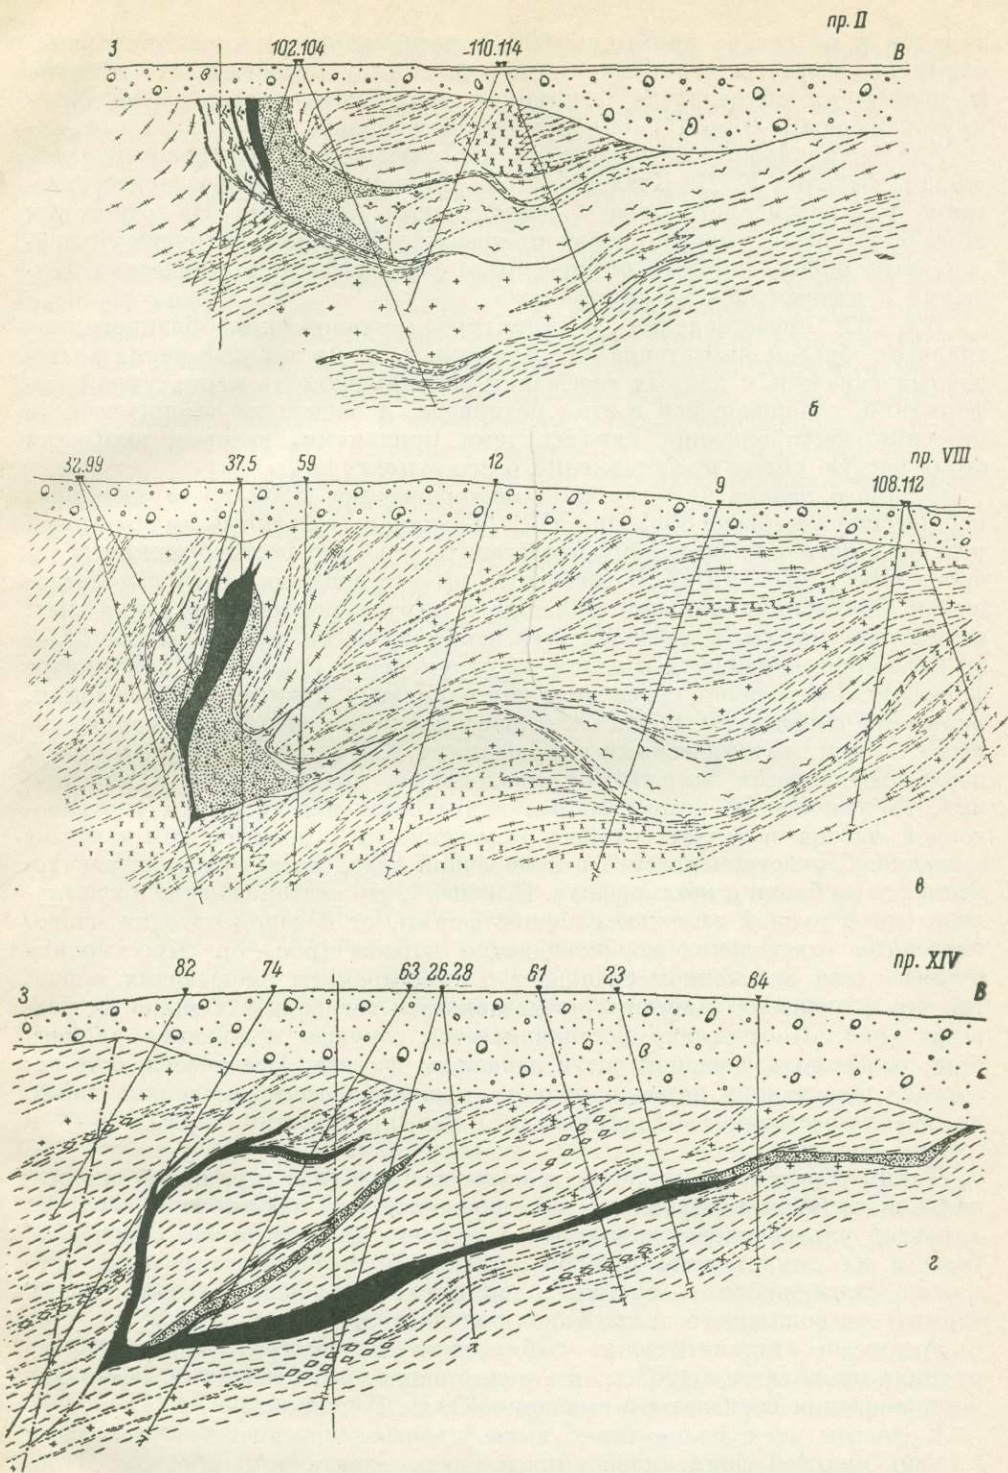 пр. II
З 102.104 110.114 В
б
32.99 37.5 59 12 9 108.112 пр. VIII
в
З 82 74 63 26.28 61 23 64 пр. XIV В
г